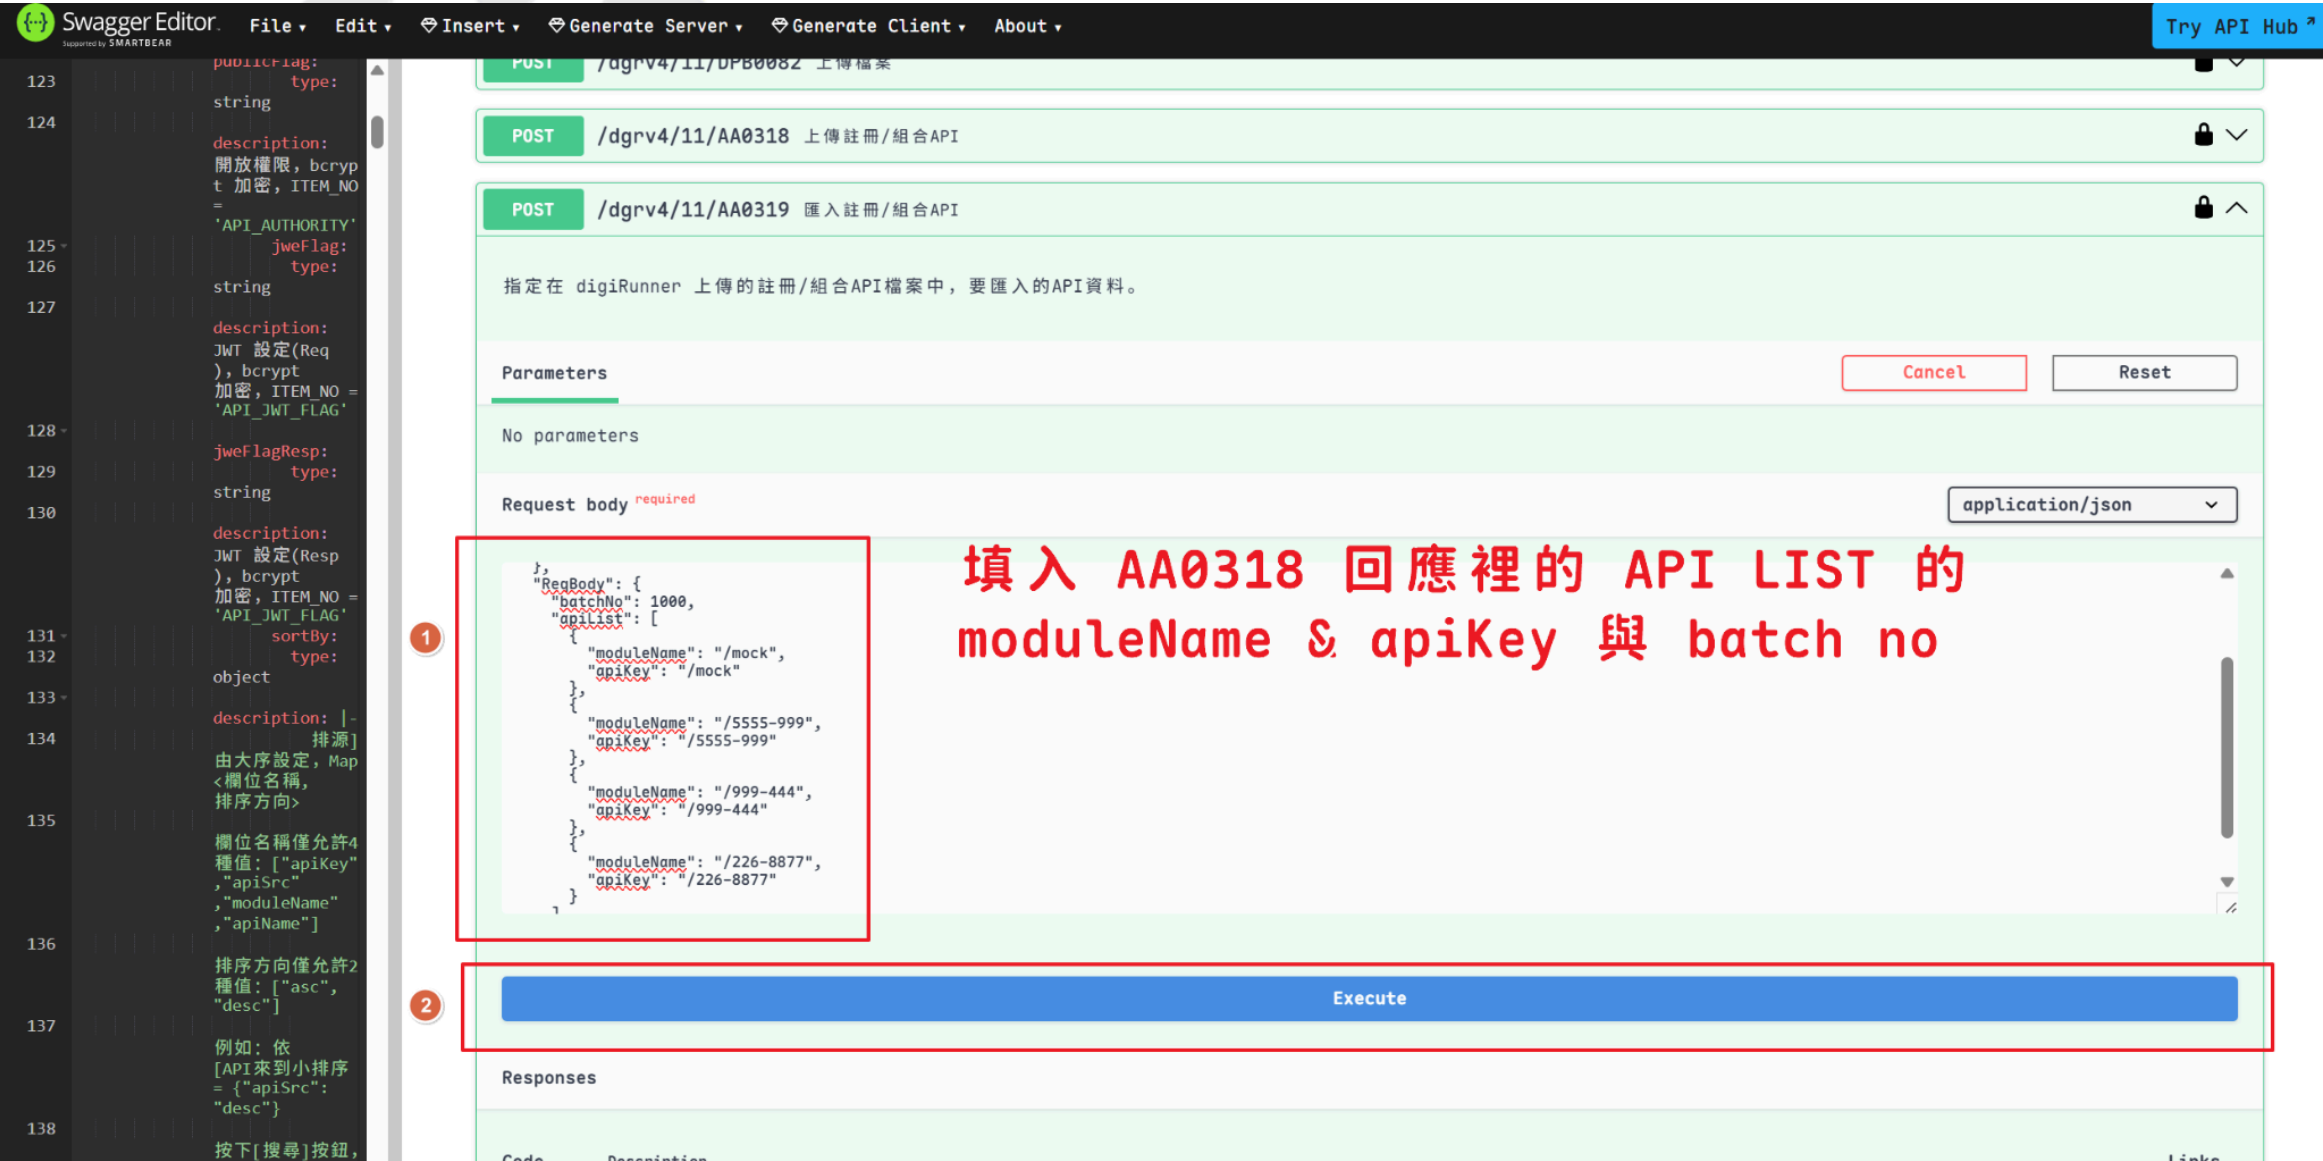 Swagger Editor.
Supported by SMARTBEAR
File
Edit
Insert
Generate Server
Generate Client
About
Try API Hub
publicFlag:
123
type:
string
124
description:
開放權限, bcryp
t 加密, ITEM_NO
=
'API_AUTHORITY'
125
jweFlag:
126
type:
string
127
description:
JWT 設定(Req
), bcrypt
加密, ITEM_NO =
'API_JWT_FLAG'
128
jweFlagResp:
129
type:
string
130
description:
JWT 設定(Resp
), bcrypt
加密, ITEM_NO =
'API_JWT_FLAG'
131
sortBy:
132
type:
object
133
description: |-
134
排源]
由大序設定, Map
<欄位名稱,
排序方向>
135
欄位名稱僅允許4
種值: ["apiKey"
,"apiSrc"
,"moduleName"
,"apiName"]
136
排序方向僅允許2
種值: ["asc",
"desc"]
137
例如: 依
[API來到小排序
= {"apiSrc":
"desc"}
138
按下[搜尋]按鈕,
POST /dgrv4/11/DPB0082 上傳檔案
POST /dgrv4/11/AA0318 上傳註冊/組合API
POST /dgrv4/11/AA0319 匯入註冊/組合API
指定在 digiRunner 上傳的註冊/組合API檔案中, 要匯入的API資料。
Parameters
Cancel
Reset
No parameters
Request body required
application/json
},
"ReqBody": {
"batchNo": 1000,
"apiList": [
{
"moduleName": "/mock",
"apiKey": "/mock"
},
{
"moduleName": "/5555-999",
"apiKey": "/5555-999"
},
{
"moduleName": "/999-444",
"apiKey": "/999-444"
},
{
"moduleName": "/226-8877",
"apiKey": "/226-8877"
}
]
填入 AA0318 回應裡的 API LIST 的
moduleName & apiKey 與 batch no
1
2
Execute
Responses
Code
Description
Links